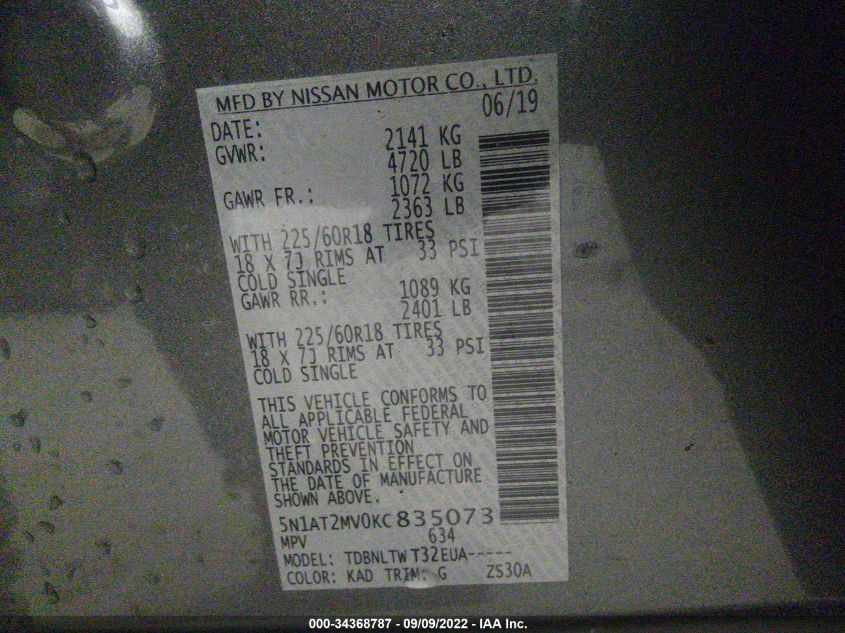 MFD BY NISSAN MOTOR CO., LTD.
DATE: 06/19
GVWR: 2141 KG
4720 LB
GAWR FR.: 1072 KG
2363 LB
WITH 225/60R18 TIRES
18 X 7J RIMS AT 33 PSI
COLD SINGLE
GAWR RR.: 1089 KG
2401 LB
WITH 225/60R18 TIRES
18 X 7J RIMS AT 33 PSI
COLD SINGLE
THIS VEHICLE CONFORMS TO
ALL APPLICABLE FEDERAL
MOTOR VEHICLE SAFETY AND
THEFT PREVENTION
STANDARDS IN EFFECT ON
THE DATE OF MANUFACTURE
SHOWN ABOVE.
5N1AT2MV0KC835073
MPV 634
MODEL: TDBNLTWT32EUA-----
COLOR: KAD TRIM: G ZS30A
000-34368787 - 09/09/2022 - IAA Inc.